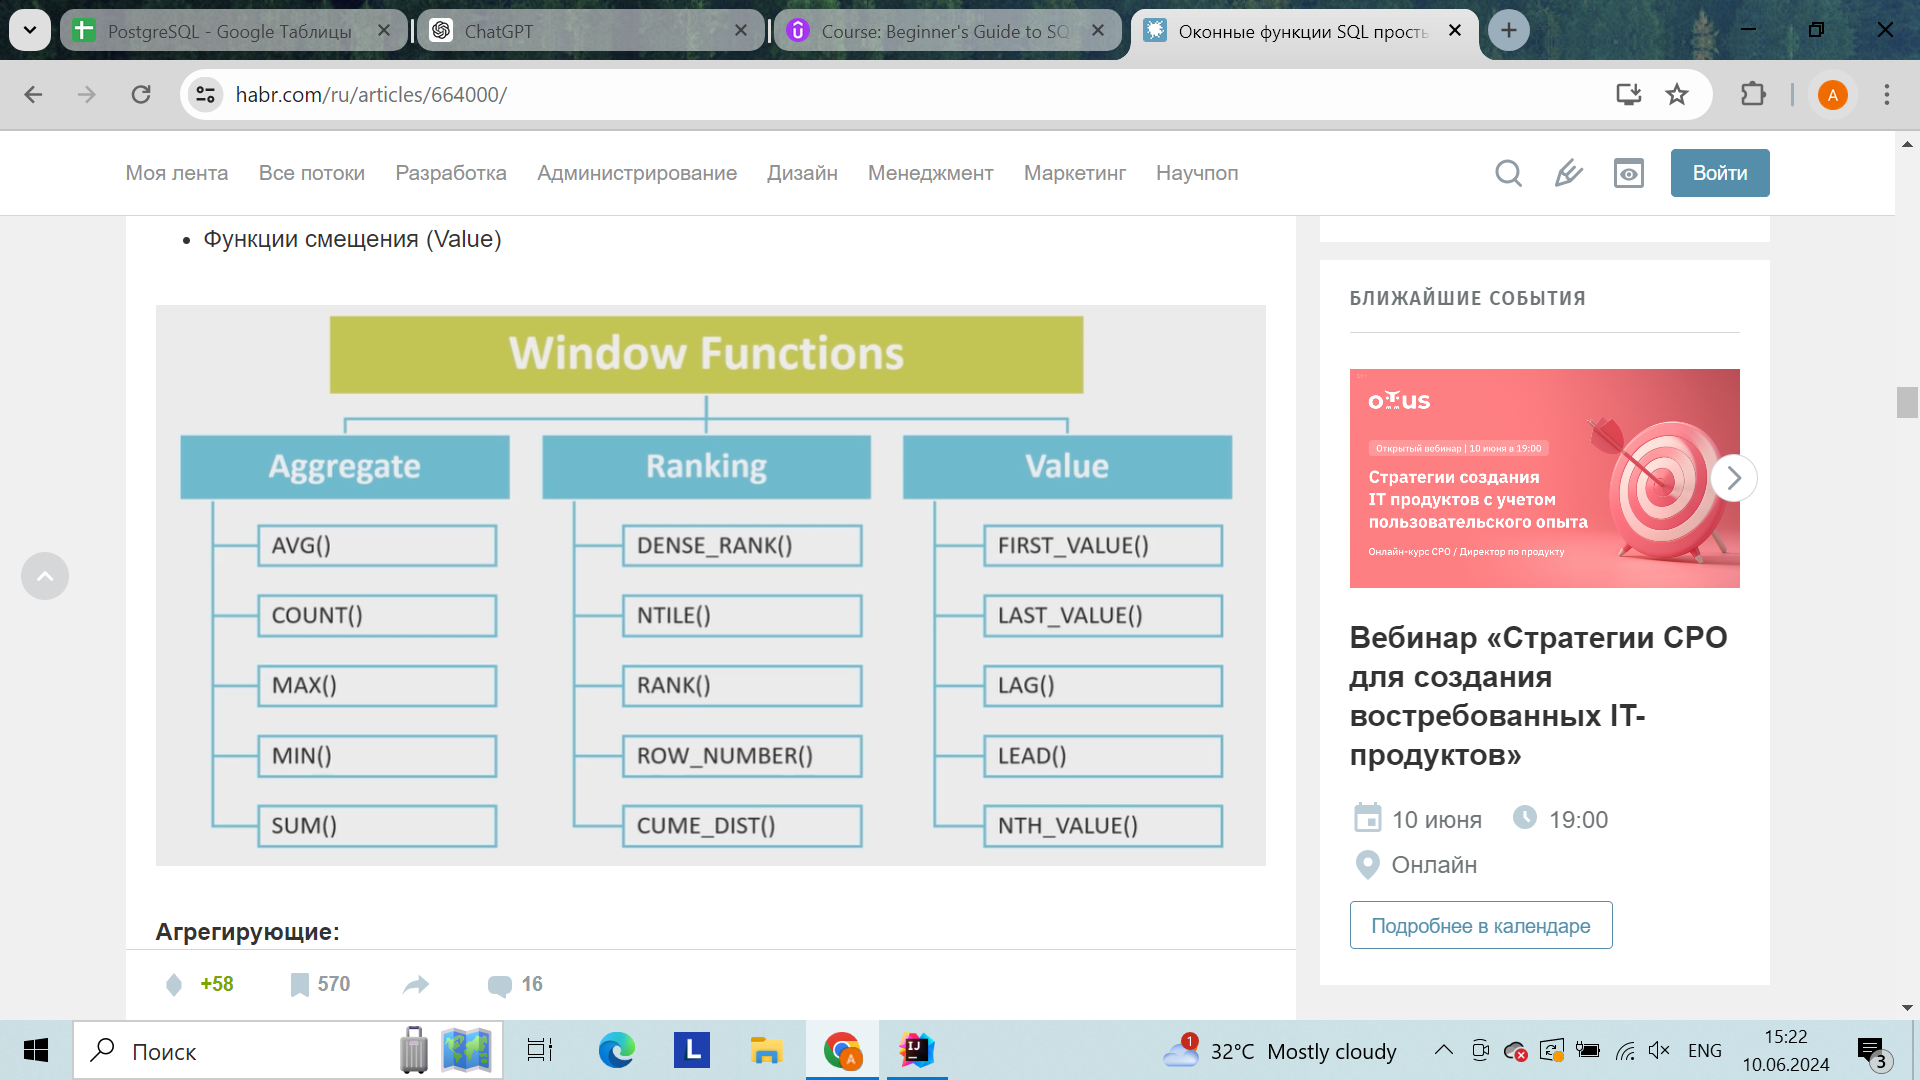 PostgreSQL - Google Таблицы
ChatGPT
Course: Beginner's Guide to SQ
Оконные функции SQL прость
habr.com/ru/articles/664000/
A
Моя лента Все потоки Разработка Администрирование Дизайн Менеджмент Маркетинг Научпоп
Войти
Функции смещения (Value)
Window Functions
Aggregate
AVG()
COUNT()
MAX()
MIN()
SUM()
Ranking
DENSE_RANK()
NTILE()
RANK()
ROW_NUMBER()
CUME_DIST()
Value
FIRST_VALUE()
LAST_VALUE()
LAG()
LEAD()
NTH_VALUE()
Агрегирующие:
+58 570 16
БЛИЖАЙШИЕ СОБЫТИЯ
OTUS
Открытый вебинар | 10 июня в 19:00
Стратегии создания
IT продуктов с учетом
пользовательского опыта
Онлайн-курс CPO / Директор по продукту
Вебинар «Стратегии CPO
для создания
востребованных IT-
продуктов»
10 июня 19:00
Онлайн
Подробнее в календаре
Поиск
L
A
IJ
1
32°C Mostly cloudy
ENG
15:22
10.06.2024
3